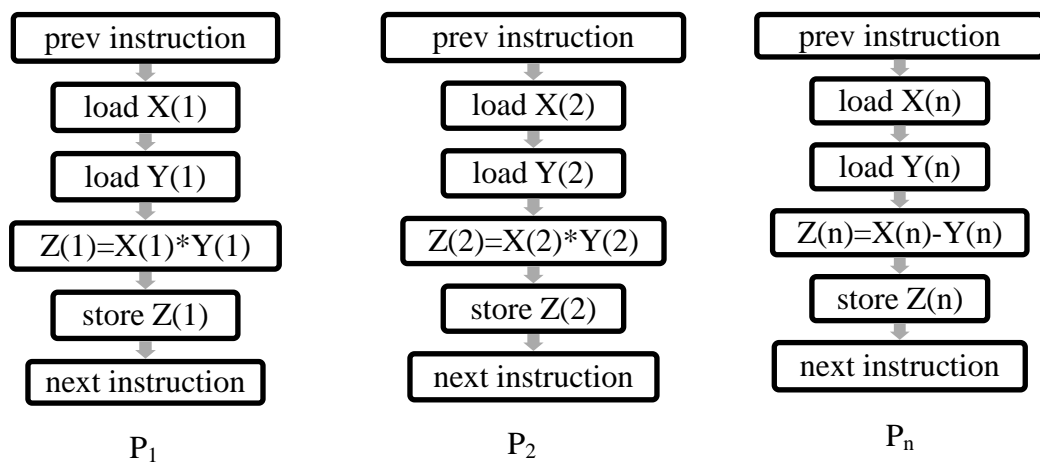 prev instruction
load X(1)
load Y(1)
Z(1)=X(1)*Y(1)
store Z(1)
next instruction
P1
prev instruction
load X(2)
load Y(2)
Z(2)=X(2)*Y(2)
store Z(2)
next instruction
P2
prev instruction
load X(n)
load Y(n)
Z(n)=X(n)-Y(n)
store Z(n)
next instruction
Pn